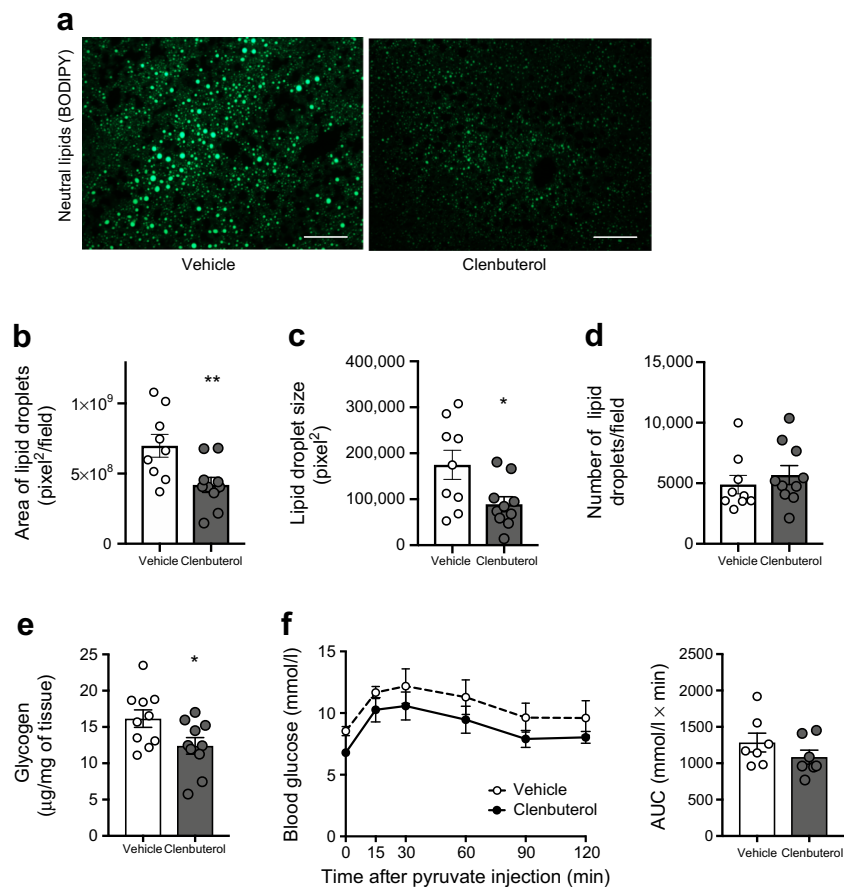 a
Neutral lipids (BODIPY)
Vehicle
Clenbuterol
b
Area of lipid droplets
(pixel²/field)
1×10⁹
5×10⁸
0
**
Vehicle
Clenbuterol
c
Lipid droplet size
(pixel²)
400,000
300,000
200,000
100,000
0
*
Vehicle
Clenbuterol
d
Number of lipid
droplets/field
15,000
10,000
5000
0
Vehicle
Clenbuterol
e
Glycogen
(µg/mg of tissue)
25
20
15
10
5
0
*
Vehicle
Clenbuterol
f
Blood glucose (mmol/l)
15
10
5
0
Vehicle
Clenbuterol
0 15 30 60 90 120
Time after pyruvate injection (min)
AUC (mmol/l × min)
2500
2000
1500
1000
500
0
Vehicle
Clenbuterol